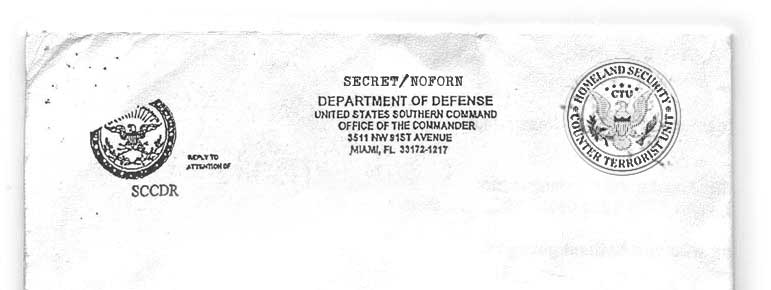 SECRET/NOFORN
DEPARTMENT OF DEFENSE
UNITED STATES SOUTHERN COMMAND
OFFICE OF THE COMMANDER
3511 NW 91ST AVENUE
MIAMI, FL 33172-1217
REPLY TO
ATTENTION OF
SCCDR
HOMELAND SECURITY
CTU
COUNTER TERRORIST UNIT